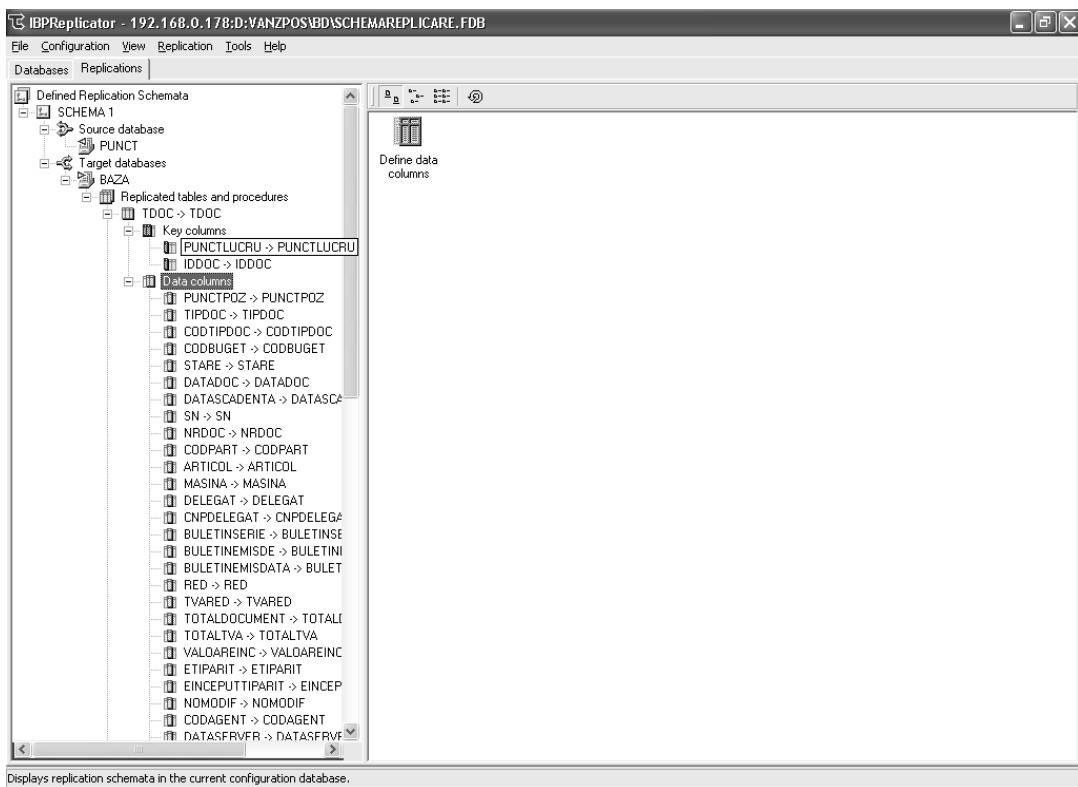 IBPReplicator - 192.168.0.178:D:\VANZPOS\BD\SCHEMAREPLICARE.FDB
File Configuration View Replication Tools Help
Databases Replications
Defined Replication Schemata
SCHEMA 1
Source database
PUNCT
Target databases
BAZA
Replicated tables and procedures
TDOC -> TDOC
Key columns
PUNCTLUCRU -> PUNCTLUCRU
IDDOC -> IDDOC
Data columns
PUNCTPOZ -> PUNCTPOZ
TIPDOC -> TIPDOC
CODTIPDOC -> CODTIPDOC
CODBUGET -> CODBUGET
STARE -> STARE
DATADOC -> DATADOC
DATASCADENTA -> DATASCA
SN -> SN
NRDOC -> NRDOC
CODPART -> CODPART
ARTICOL -> ARTICOL
MASINA -> MASINA
DELEGAT -> DELEGAT
CNPDELEGAT -> CNPDELEGA
BULETINSERIE -> BULETINSE
BULETINEMISDE -> BULETINI
BULETINEMISDATA -> BULET
RED -> RED
TVARED -> TVARED
TOTALDOCUMENT -> TOTALD
TOTALTVA -> TOTALTVA
VALOAREINC -> VALOAREINC
ETIPARIT -> ETIPARIT
EINCEPUTTIPARIT -> EINCEP
NOMODIF -> NOMODIF
CODAGENT -> CODAGENT
DATASERVER -> DATASERVE
Define data
columns
Displays replication schemata in the current configuration database.